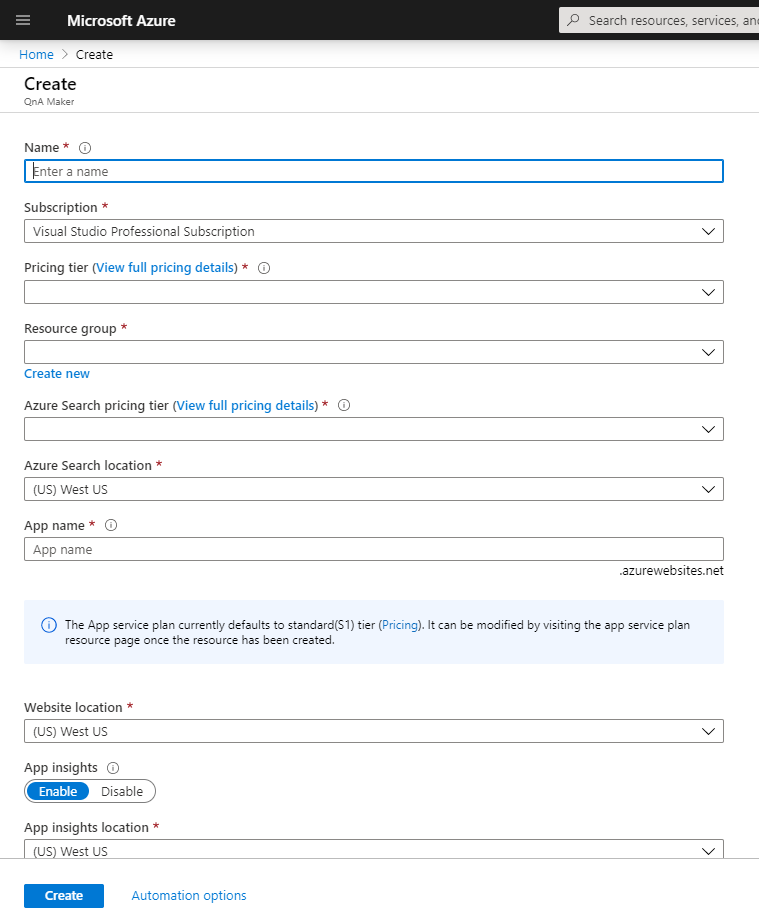 Microsoft Azure
Search resources, services, an
Home > Create
Create
QnA Maker
Name *
Enter a name
Subscription *
Visual Studio Professional Subscription
Pricing tier (View full pricing details) *
Resource group *
Create new
Azure Search pricing tier (View full pricing details) *
Azure Search location *
(US) West US
App name *
App name
.azurewebsites.net
The App service plan currently defaults to standard(S1) tier (Pricing). It can be modified by visiting the app service plan
resource page once the resource has been created.
Website location *
(US) West US
App insights
Enable Disable
App insights location *
(US) West US
Create Automation options